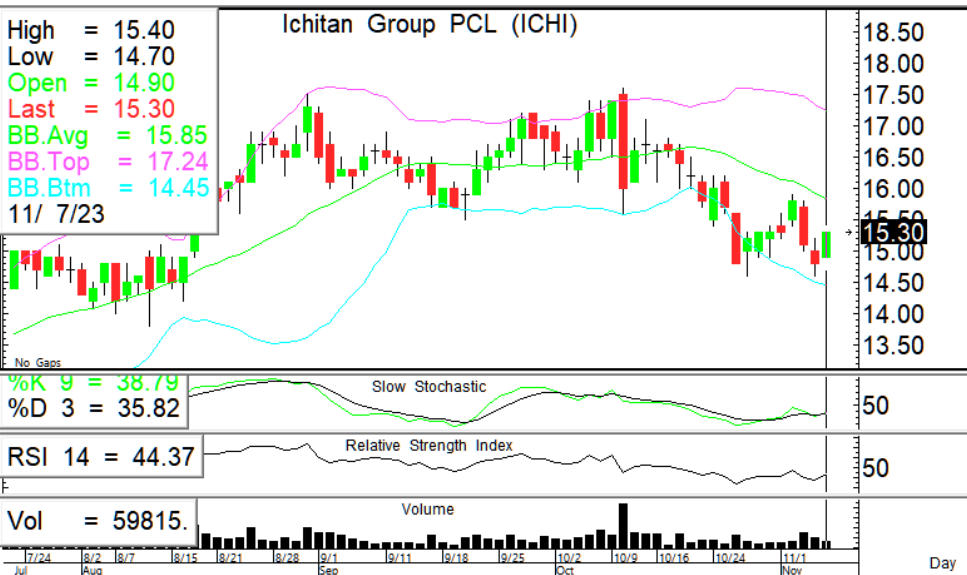 Ichitan Group PCL (ICHI)
High = 15.40
Low = 14.70
Open = 14.90
Last = 15.30
BB.Avg = 15.85
BB.Top = 17.24
BB.Btm = 14.45
11/ 7/23
18.50
18.00
17.50
17.00
16.50
16.00
15.50
15.30
15.00
14.50
14.00
13.50
No Gaps
%K 9 = 38.79
%D 3 = 35.82
Slow Stochastic
50
RSI 14 = 44.37
Relative Strength Index
50
Vol = 59815.
Volume
7/24 8/2 8/7 8/15 8/21 8/28 9/1 9/11 9/18 9/25 10/2 10/9 10/16 10/24 11/1
Jul Aug Sep Oct Nov
Day